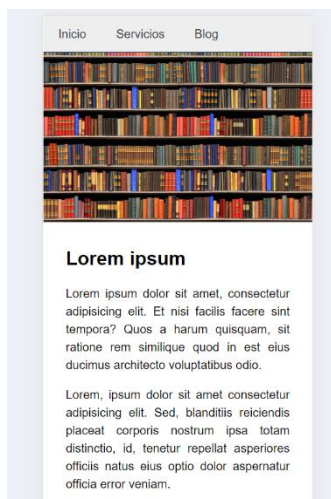 Inicio Servicios Blog
Lorem ipsum
Lorem ipsum dolor sit amet, consectetur
adipisicing elit. Et nisi facilis facere sint
tempora? Quos a harum quisquam, sit
ratione rem similique quod in est eius
ducimus architecto voluptatibus odio.
Lorem, ipsum dolor sit amet consectetur
adipisicing elit. Sed, blanditiis reiciendis
placeat corporis nostrum ipsa totam
distinctio, id, tenetur repellat asperiores
officiis natus eius optio dolor aspernatur
officia error veniam.